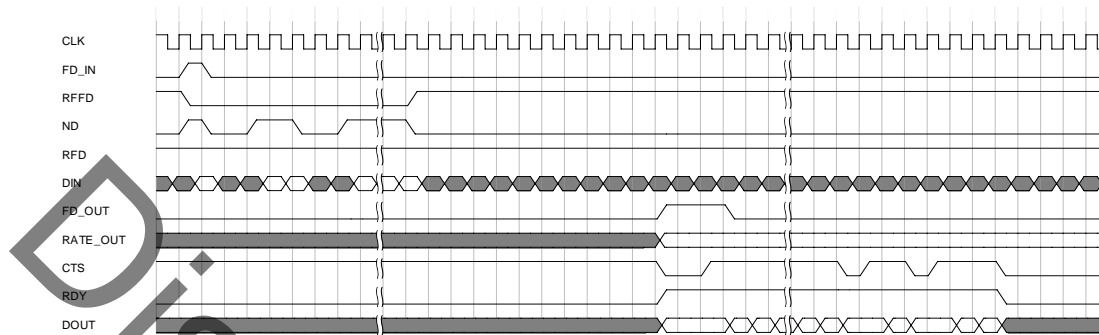 CLK
FD_IN
RFFD
ND
RFD
DIN
FD_OUT
RATE_OUT
CTS
RDY
DOUT